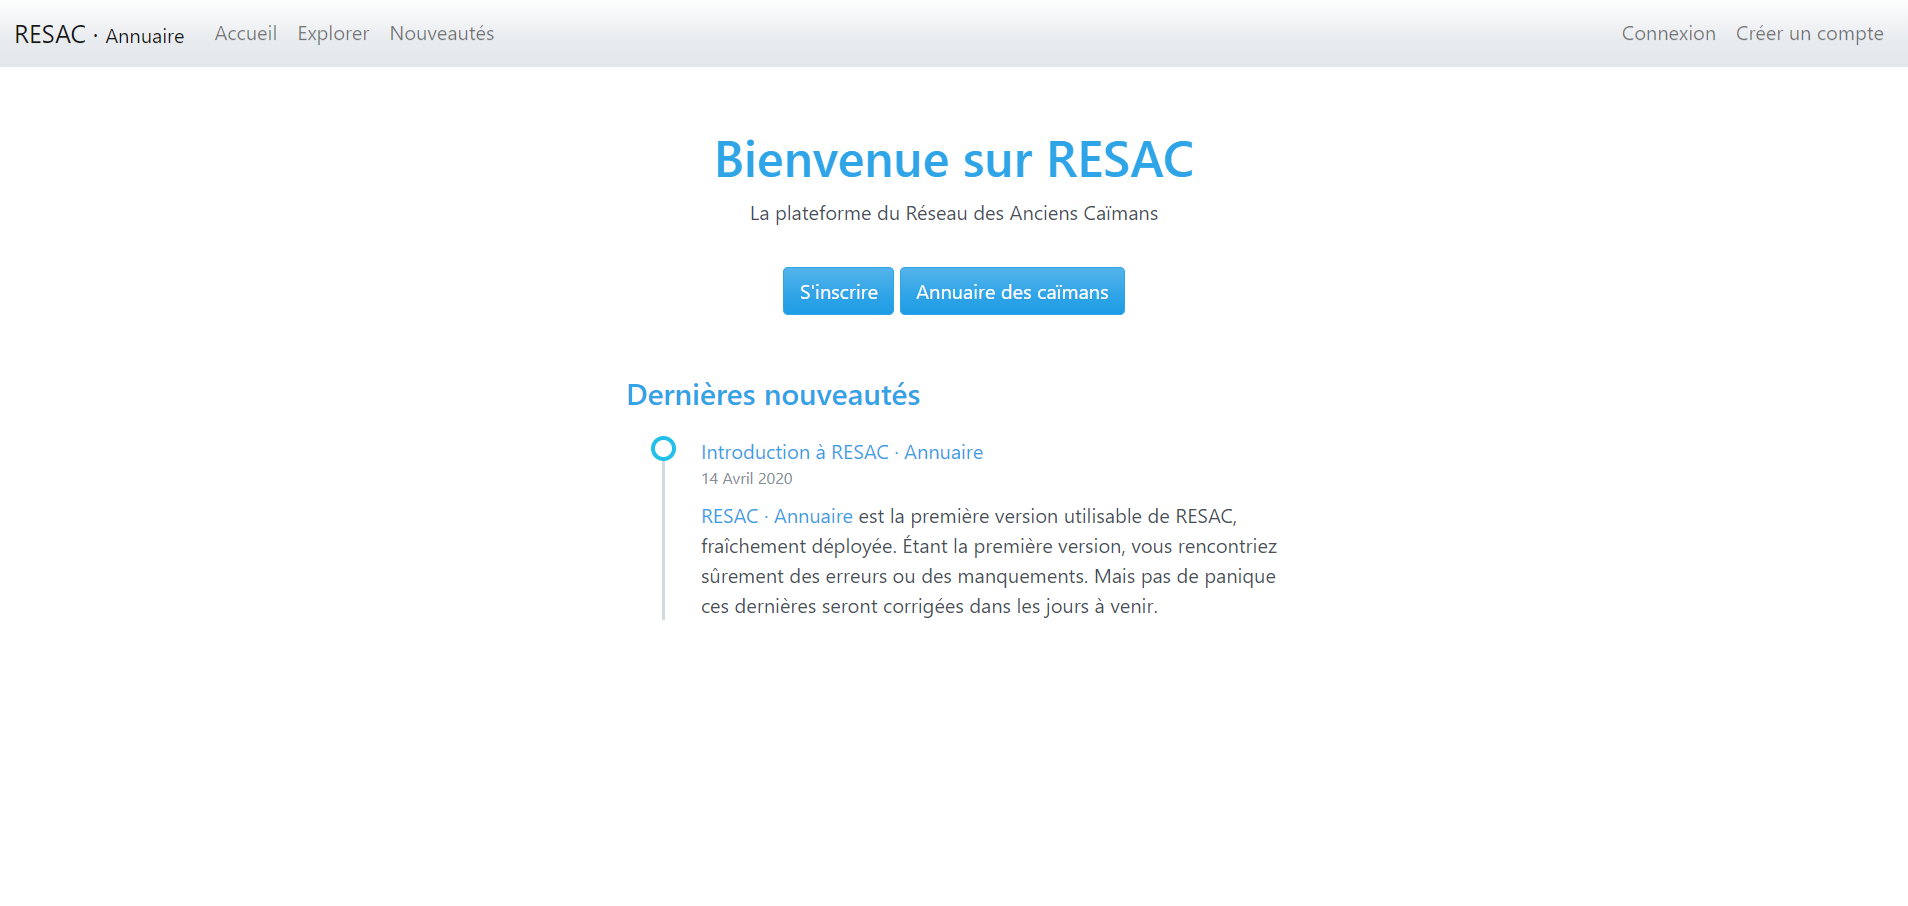 RESAC · Annuaire Accueil Explorer Nouveautés Connexion Créer un compte
Bienvenue sur RESAC
La plateforme du Réseau des Anciens Caïmans
S'inscrire Annuaire des caïmans
Dernières nouveautés
Introduction à RESAC · Annuaire
14 Avril 2020
RESAC · Annuaire est la première version utilisable de RESAC,
fraîchement déployée. Étant la première version, vous rencontriez
sûrement des erreurs ou des manquements. Mais pas de panique
ces dernières seront corrigées dans les jours à venir.